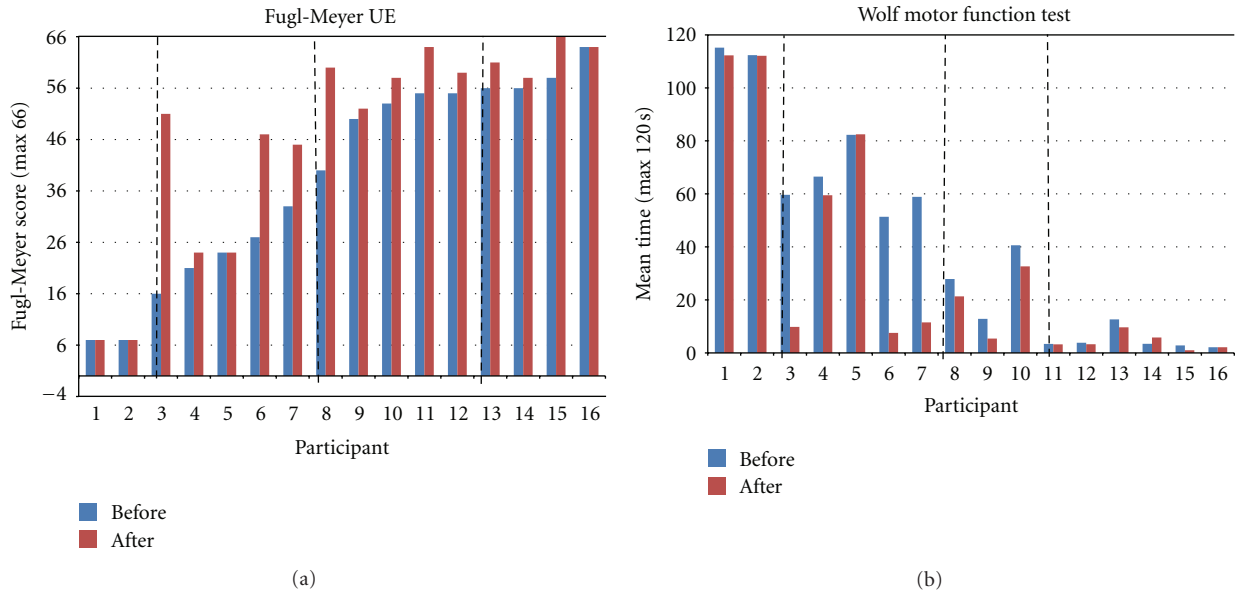 Fugl-Meyer UE
Fugl-Meyer score (max 66)
66
56
46
36
26
16
6
−4
1 2 3 4 5 6 7 8 9 10 11 12 13 14 15 16
Participant
Before
After
(a)
Wolf motor function test
Mean time (max 120 s)
120
100
80
60
40
20
0
1 2 3 4 5 6 7 8 9 10 11 12 13 14 15 16
Participant
Before
After
(b)